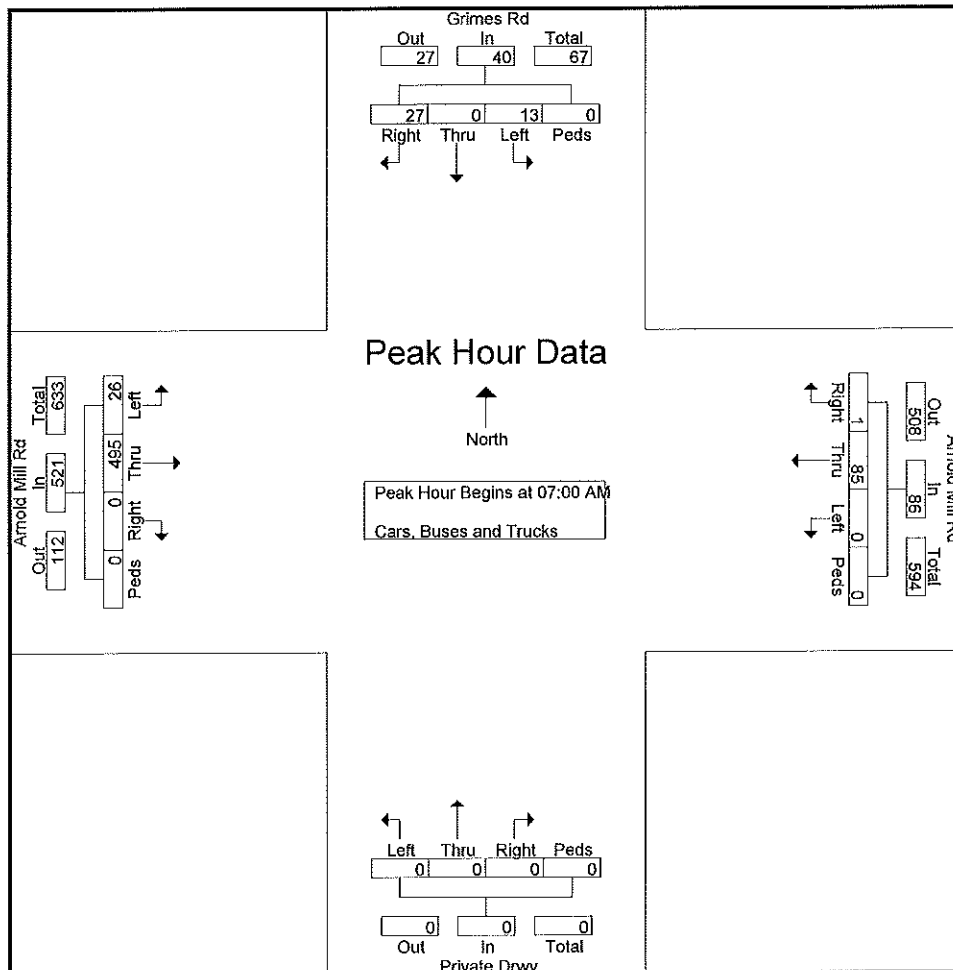 Grimes Rd
Out In Total
27 40 67
27 0 13 0
Right Thru Left Peds
Peak Hour Data
North
Peak Hour Begins at 07:00 AM
Cars, Buses and Trucks
Arnold Mill Rd
Out In Total
112 521 633
26 495 0 0
Left Thru Right Peds
Arnold Mill Rd
Out In Total
508 86 594
1 85 0 0
Right Thru Left Peds
Left Thru Right Peds
0 0 0 0
0 0 0
Out In Total
Private Drwy